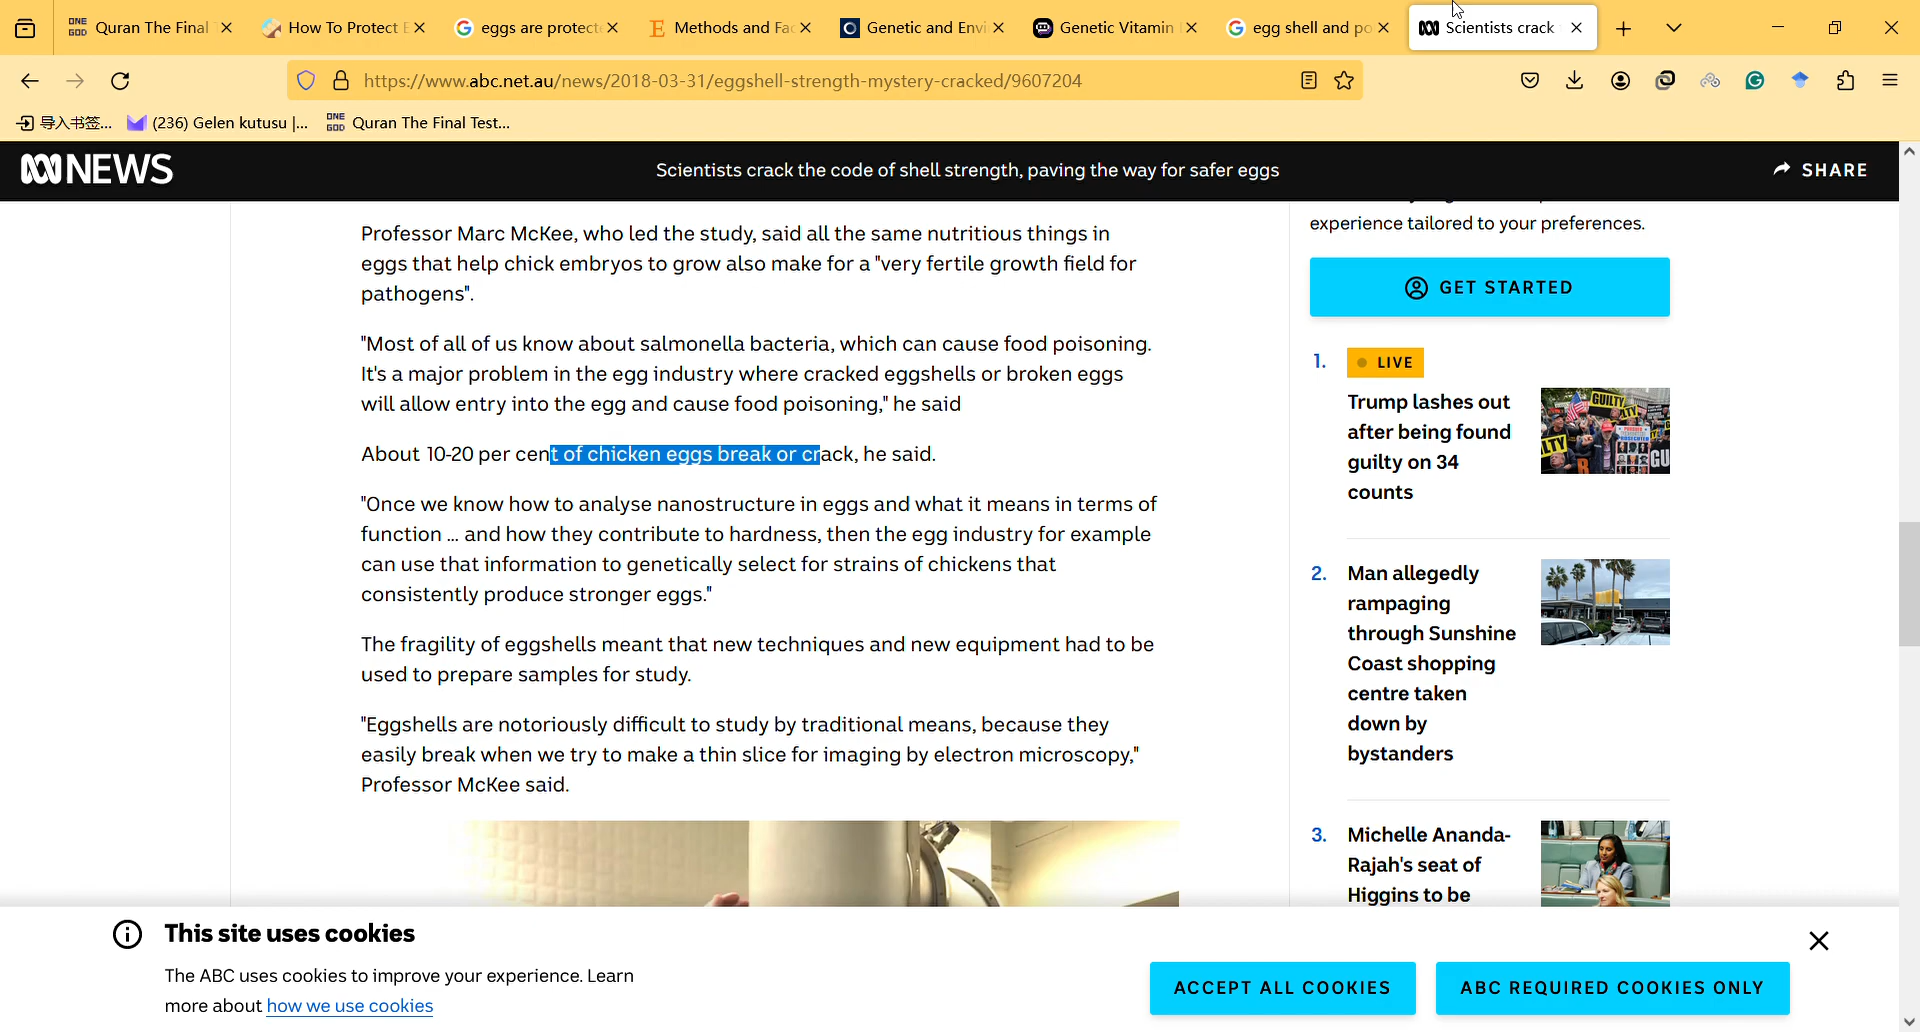 Quran The Final
How To Protect E
eggs are protecte
Methods and Fac
Genetic and Envi
Genetic Vitamin
egg shell and po
Scientists crack
https://www.abc.net.au/news/2018-03-31/eggshell-strength-mystery-cracked/9607204
导入书签...
(236) Gelen kutusu |...
ONE GOD
Quran The Final Test...
NEWS
Scientists crack the code of shell strength, paving the way for safer eggs
SHARE
Professor Marc McKee, who led the study, said all the same nutritious things in
eggs that help chick embryos to grow also make for a "very fertile growth field for
pathogens".
"Most of all of us know about salmonella bacteria, which can cause food poisoning.
It's a major problem in the egg industry where cracked eggshells or broken eggs
will allow entry into the egg and cause food poisoning," he said
About 10-20 per cent of chicken eggs break or crack, he said.
"Once we know how to analyse nanostructure in eggs and what it means in terms of
function ... and how they contribute to hardness, then the egg industry for example
can use that information to genetically select for strains of chickens that
consistently produce stronger eggs."
The fragility of eggshells meant that new techniques and new equipment had to be
used to prepare samples for study.
"Eggshells are notoriously difficult to study by traditional means, because they
easily break when we try to make a thin slice for imaging by electron microscopy,"
Professor McKee said.
experience tailored to your preferences.
GET STARTED
1.
LIVE
Trump lashes out
after being found
guilty on 34
counts
GUILTY
2.
Man allegedly
rampaging
through Sunshine
Coast shopping
centre taken
down by
bystanders
3.
Michelle Ananda-
Rajah's seat of
Higgins to be
This site uses cookies
The ABC uses cookies to improve your experience. Learn
more about how we use cookies
ACCEPT ALL COOKIES
ABC REQUIRED COOKIES ONLY